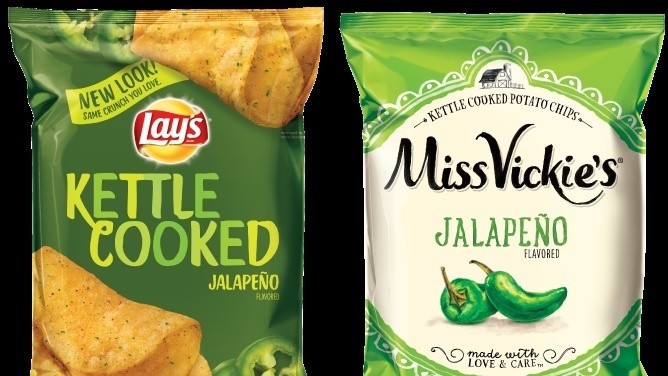 NEW LOOK!
SAME CRUNCH YOU LOVE.
Lay's
KETTLE
COOKED
JALAPEÑO
FLAVORED
KETTLE COOKED POTATO CHIPS
Miss Vickie's®
JALAPEÑO
FLAVORED
made with
LOVE & CARE™